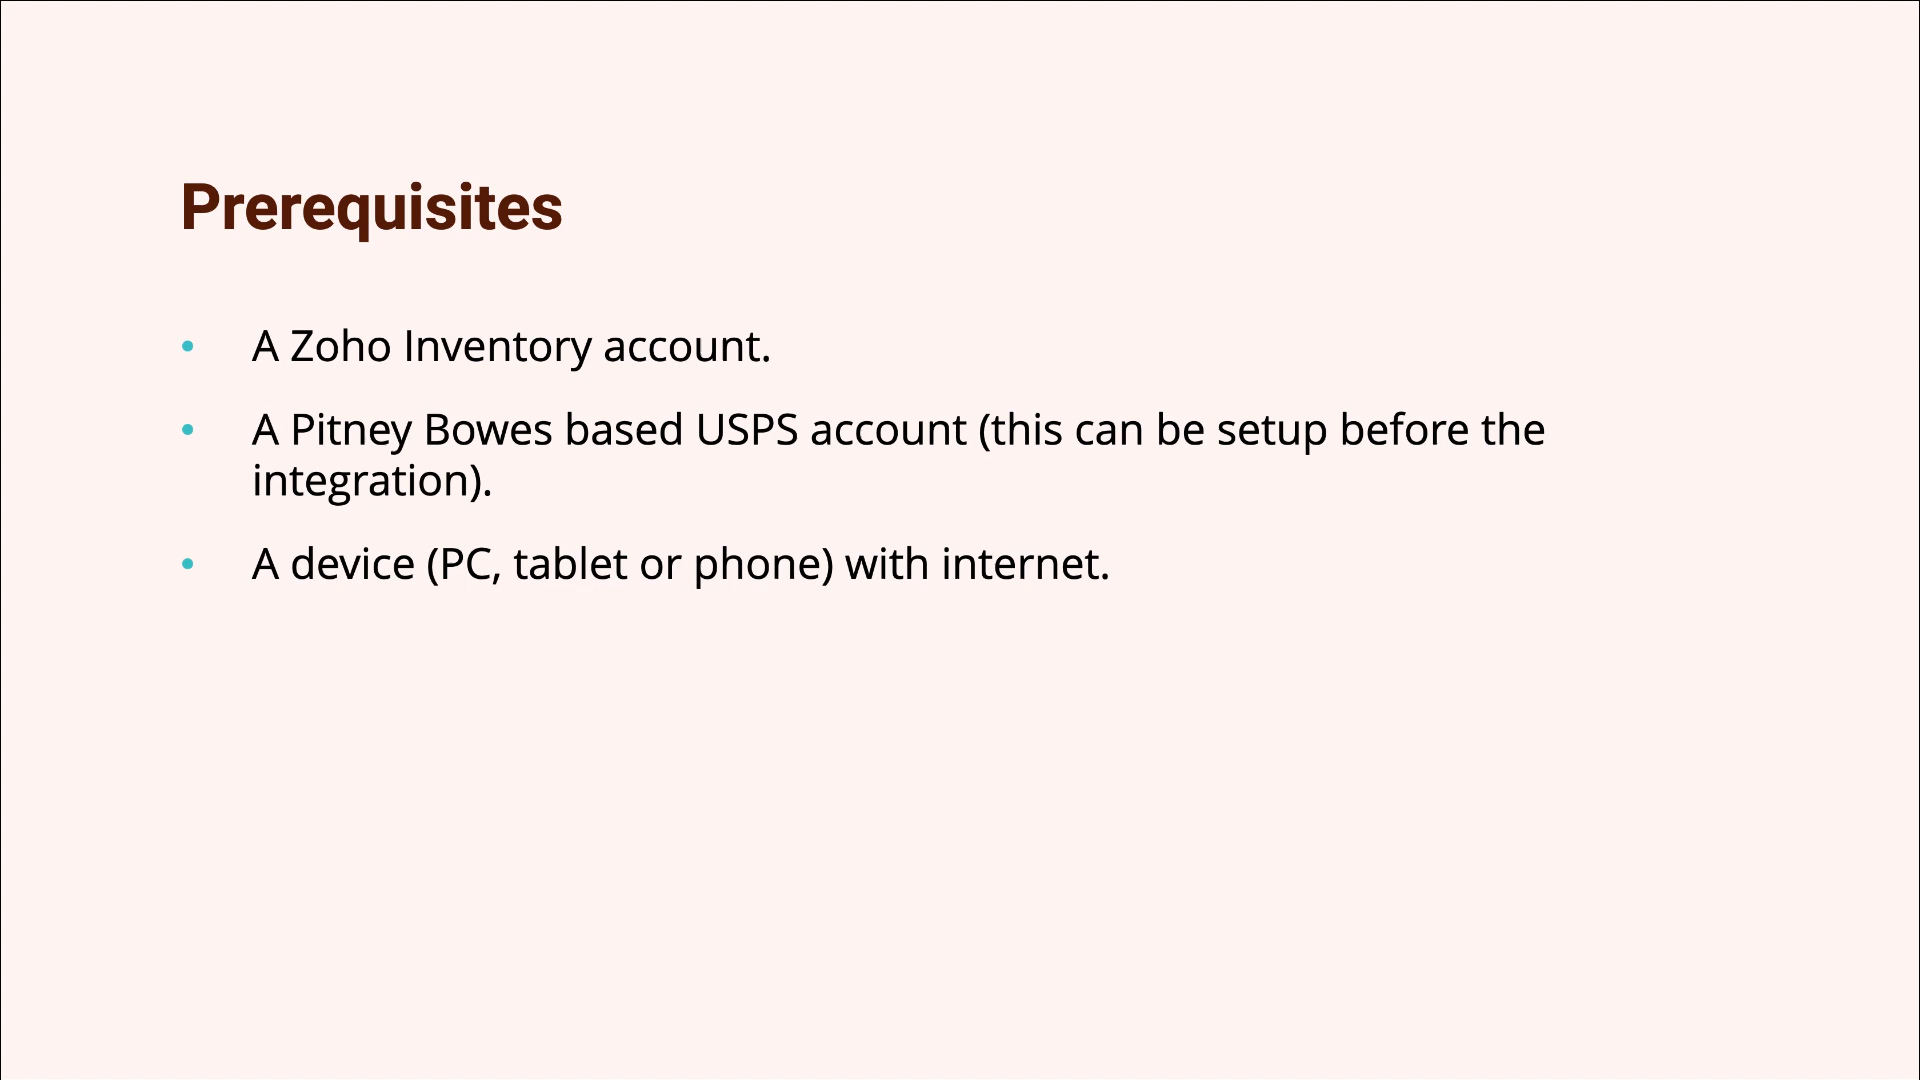 Prerequisites
• A Zoho Inventory account.
• A Pitney Bowes based USPS account (this can be setup before the
integration).
• A device (PC, tablet or phone) with internet.